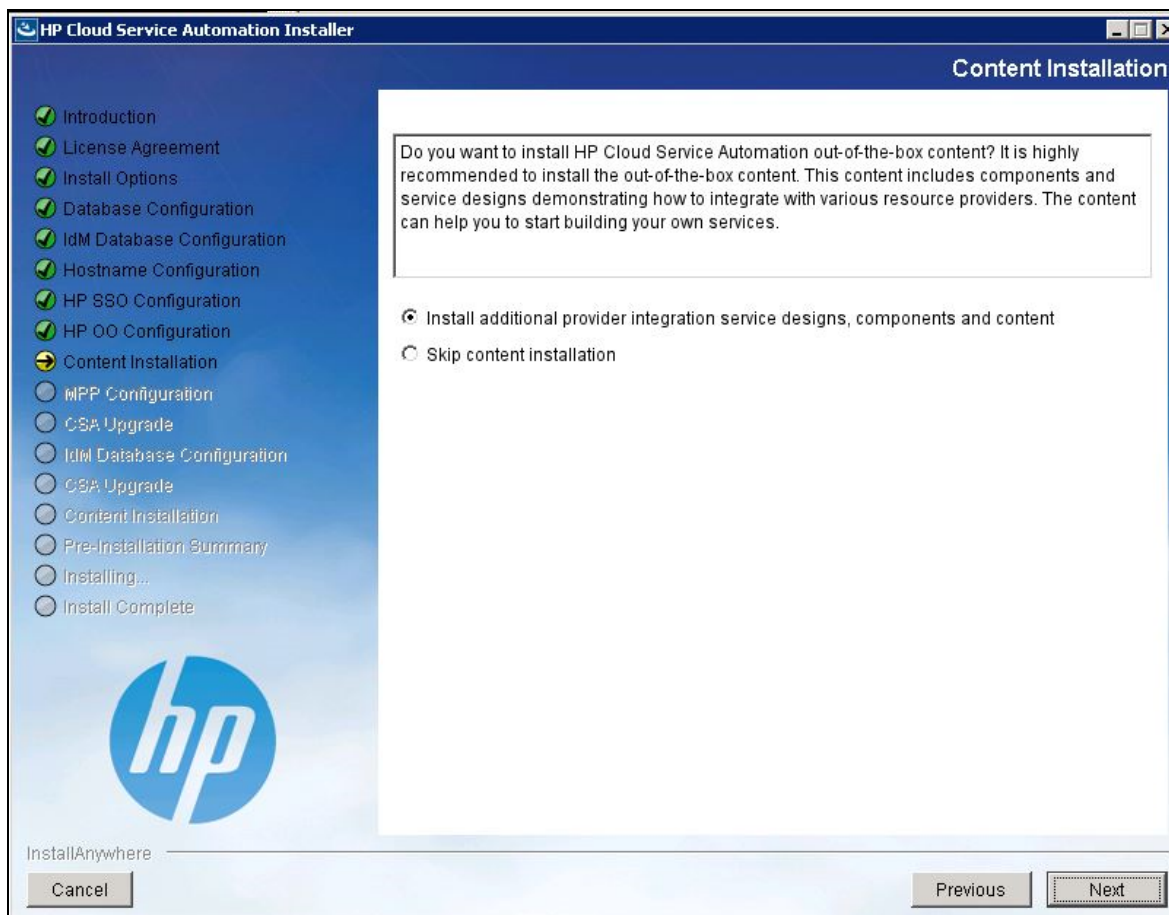 HP Cloud Service Automation Installer
Content Installation
Introduction
License Agreement
Install Options
Database Configuration
IdM Database Configuration
Hostname Configuration
HP SSO Configuration
HP OO Configuration
Content Installation
MPP Configuration
CSA Upgrade
IdM Database Configuration
CSA Upgrade
Content Installation
Pre-Installation Summary
Installing...
Install Complete
Do you want to install HP Cloud Service Automation out-of-the-box content? It is highly
recommended to install the out-of-the-box content. This content includes components and
service designs demonstrating how to integrate with various resource providers. The content
can help you to start building your own services.
Install additional provider integration service designs, components and content
Skip content installation
hp
InstallAnywhere
Cancel
Previous
Next